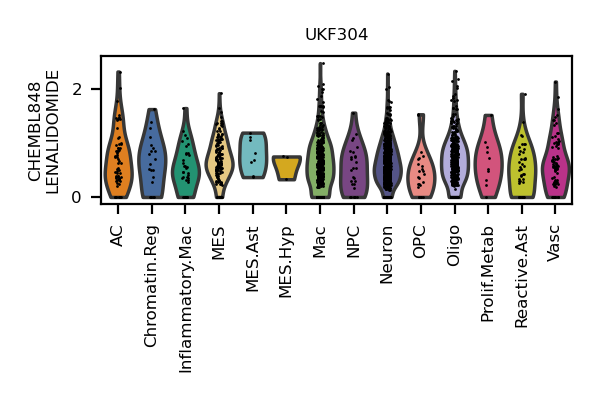 UKF304
CHEMBL848
LENALIDOMIDE
2
0
AC
Chromatin.Reg
Inflammatory.Mac
MES
MES.Ast
MES.Hyp
Mac
NPC
Neuron
OPC
Oligo
Prolif.Metab
Reactive.Ast
Vasc